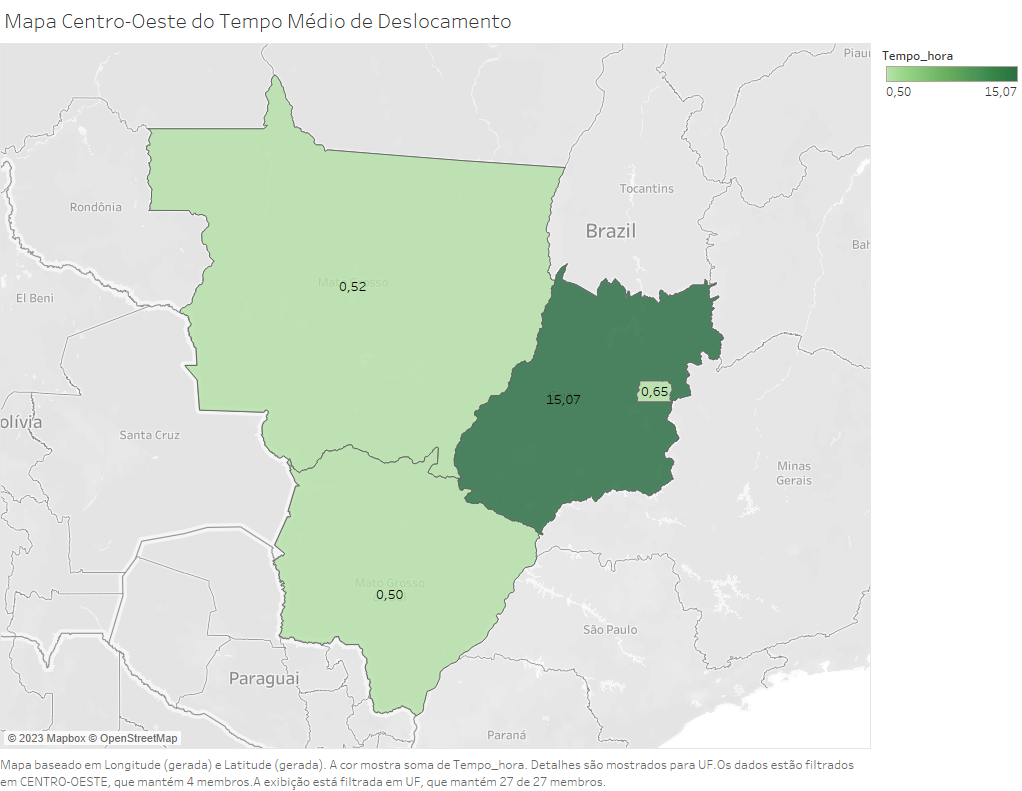 Mapa Centro-Oeste do Tempo Médio de Deslocamento
Tempo_hora
0,50 15,07
Piauí
Tocantins
Rondônia
Brazil
Bah
Mato Grosso
0,52
El Beni
15,07
0,65
olívia
Santa Cruz
Minas
Gerais
Mato Grosso
0,50
São Paulo
Paraguai
Paraná
© 2023 Mapbox © OpenStreetMap
Mapa baseado em Longitude (gerada) e Latitude (gerada). A cor mostra soma de Tempo_hora. Detalhes são mostrados para UF.Os dados estão filtrados
em CENTRO-OESTE, que mantém 4 membros.A exibição está filtrada em UF, que mantém 27 de 27 membros.